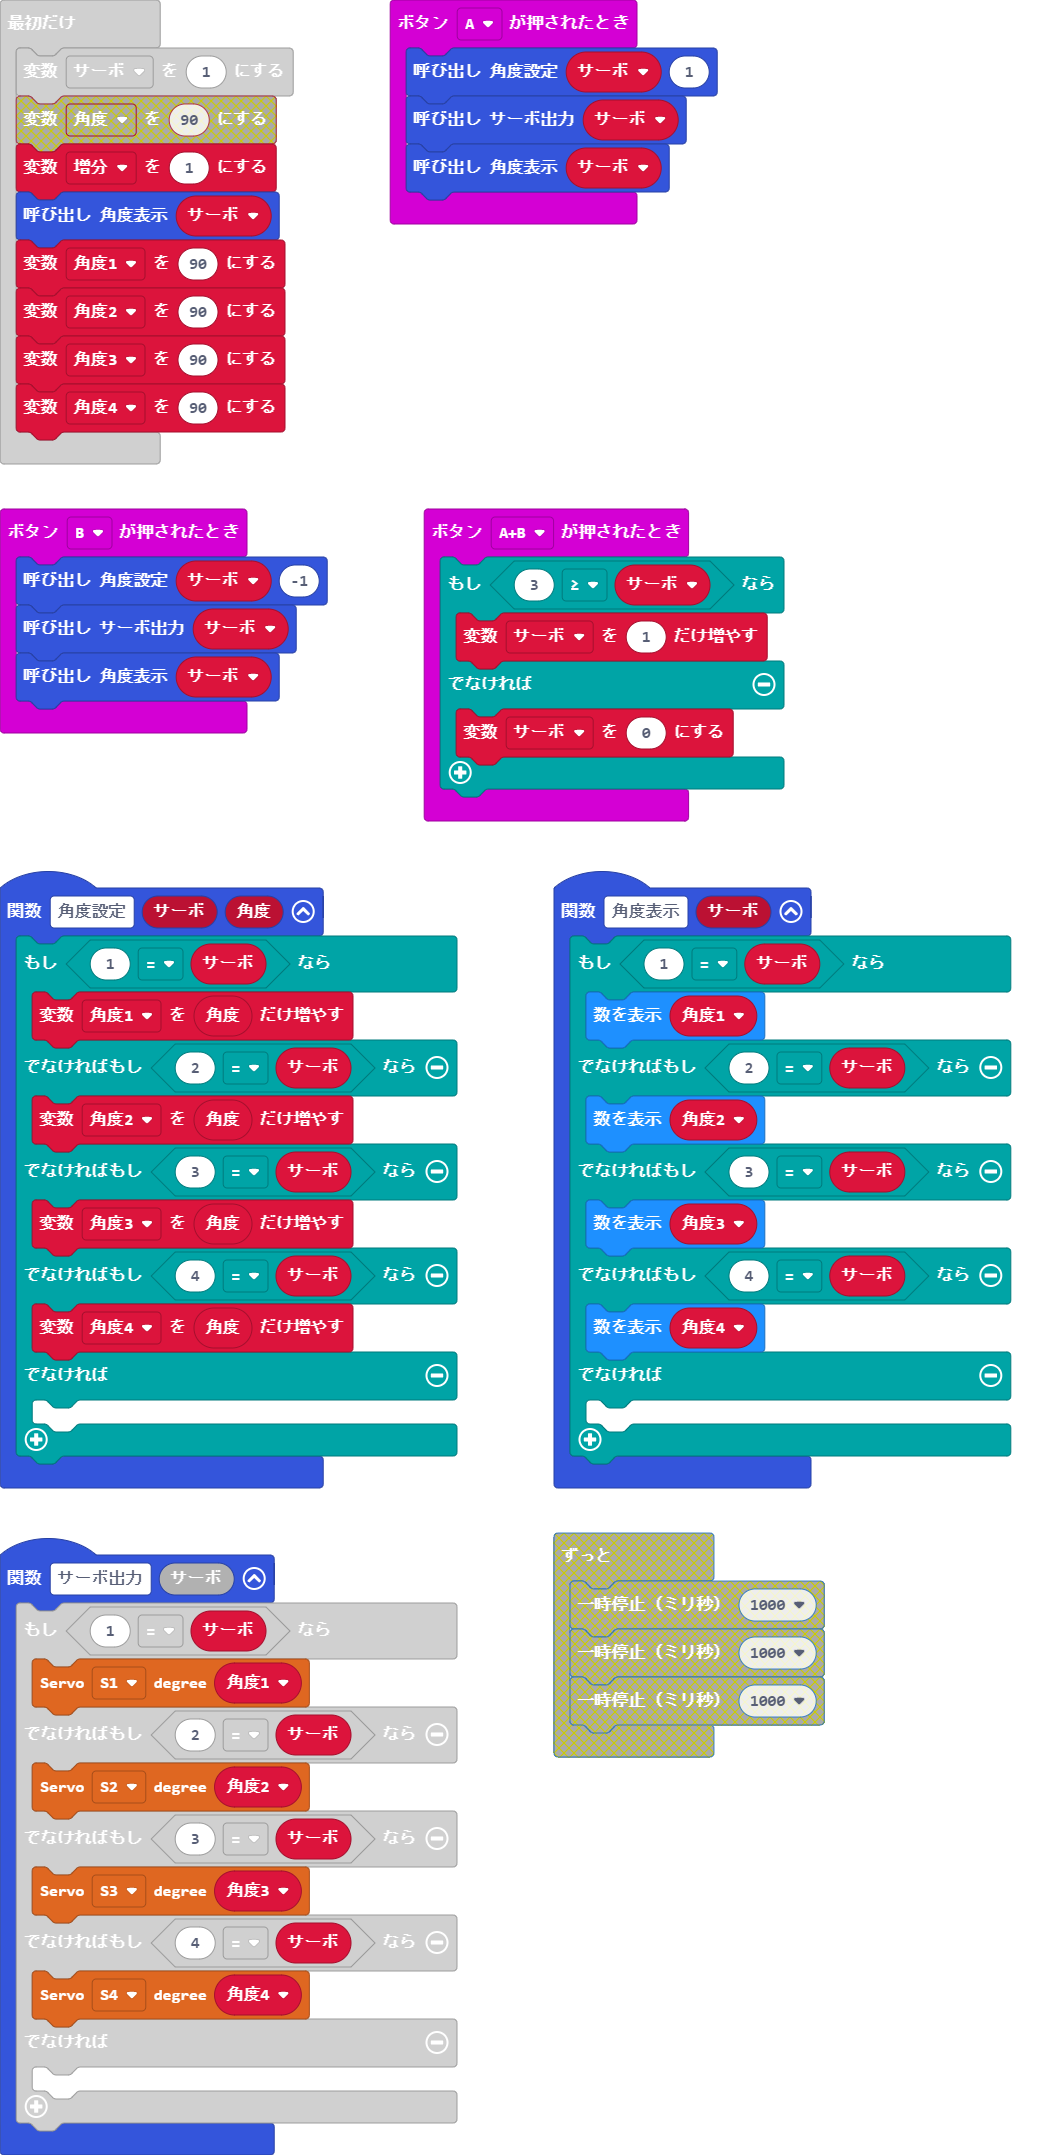 最初だけ
変数 サーボ を 1 にする
変数 角度 を 90 にする
変数 増分 を 1 にする
呼び出し 角度表示 サーボ
変数 角度1 を 90 にする
変数 角度2 を 90 にする
変数 角度3 を 90 にする
変数 角度4 を 90 にする
ボタン A が押されたとき
呼び出し 角度設定 サーボ 1
呼び出し サーボ出力 サーボ
呼び出し 角度表示 サーボ
ボタン B が押されたとき
呼び出し 角度設定 サーボ -1
呼び出し サーボ出力 サーボ
呼び出し 角度表示 サーボ
ボタン A+B が押されたとき
もし 3 ≥ サーボ なら
変数 サーボ を 1 だけ増やす
でなければ
変数 サーボ を 0 にする
関数 角度設定 サーボ 角度
もし 1 = サーボ なら
変数 角度1 を 角度 だけ増やす
でなければもし 2 = サーボ なら
変数 角度2 を 角度 だけ増やす
でなければもし 3 = サーボ なら
変数 角度3 を 角度 だけ増やす
でなければもし 4 = サーボ なら
変数 角度4 を 角度 だけ増やす
でなければ
関数 角度表示 サーボ
もし 1 = サーボ なら
数を表示 角度1
でなければもし 2 = サーボ なら
数を表示 角度2
でなければもし 3 = サーボ なら
数を表示 角度3
でなければもし 4 = サーボ なら
数を表示 角度4
でなければ
関数 サーボ出力 サーボ
もし 1 = サーボ なら
Servo S1 degree 角度1
でなければもし 2 = サーボ なら
Servo S2 degree 角度2
でなければもし 3 = サーボ なら
Servo S3 degree 角度3
でなければもし 4 = サーボ なら
Servo S4 degree 角度4
でなければ
ずっと
一時停止（ミリ秒） 1000
一時停止（ミリ秒） 1000
一時停止（ミリ秒） 1000